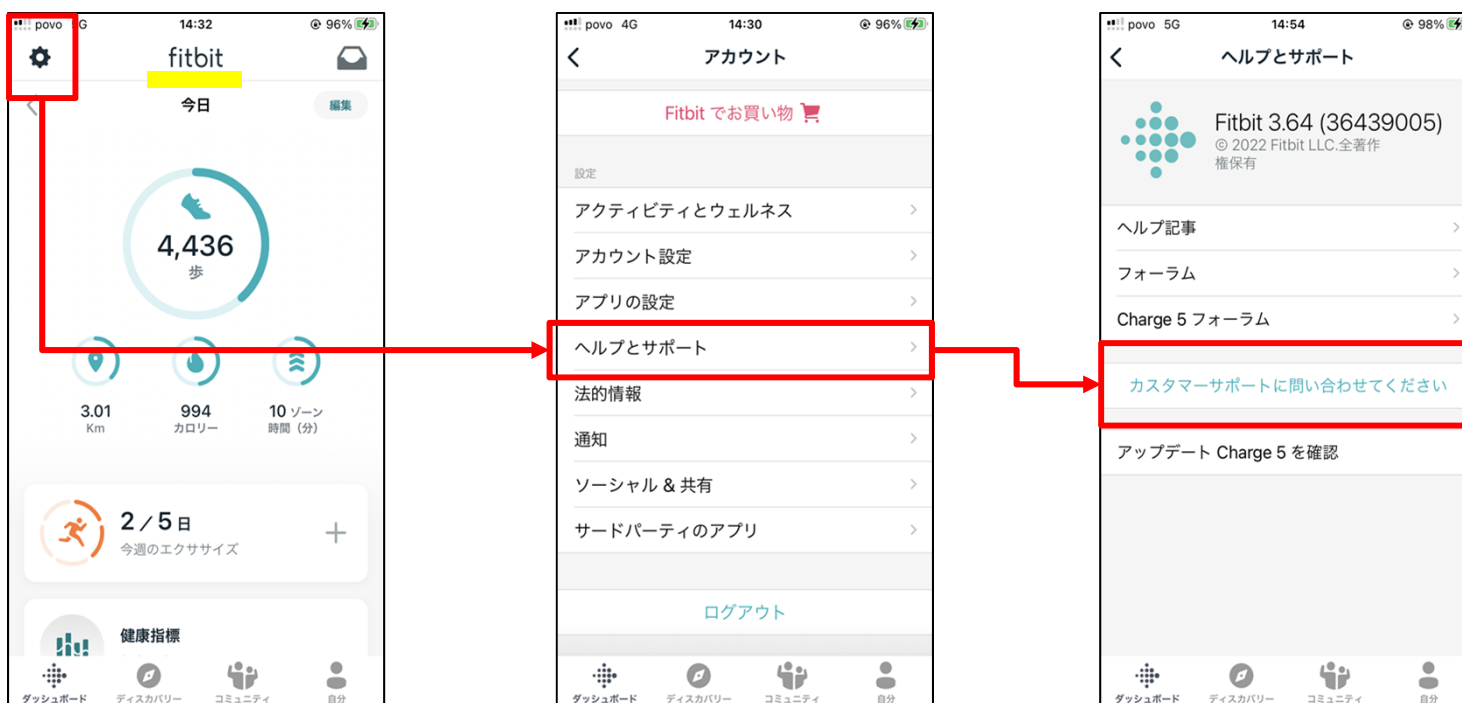 povo 5G 14:32 96%
fitbit
今日
編集
4,436
歩
3.01
Km
994
カロリー
10 ゾーン
時間（分）
2 / 5 日
今週のエクササイズ
健康指標
ダッシュボード
ディスカバリー
コミュニティ
自分
povo 4G 14:30 96%
アカウント
Fitbit でお買い物
設定
アクティビティとウェルネス
アカウント設定
アプリの設定
ヘルプとサポート
法的情報
通知
ソーシャル & 共有
サードパーティのアプリ
ログアウト
ダッシュボード
ディスカバリー
コミュニティ
自分
povo 5G 14:54 98%
ヘルプとサポート
Fitbit 3.64 (36439005)
© 2022 Fitbit LLC.全著作
権保有
ヘルプ記事
フォーラム
Charge 5 フォーラム
カスタマーサポートに問い合わせてください
アップデート Charge 5 を確認
ダッシュボード
ディスカバリー
コミュニティ
自分